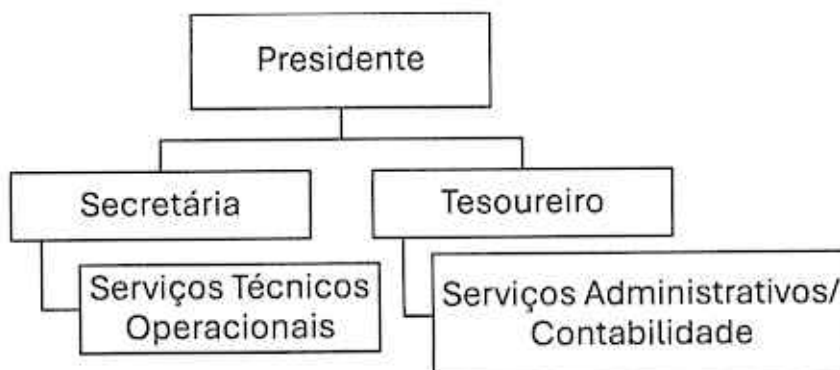 Presidente
Secretária
Tesoureiro
Serviços Técnicos
Operacionais
Serviços Administrativos/
Contabilidade